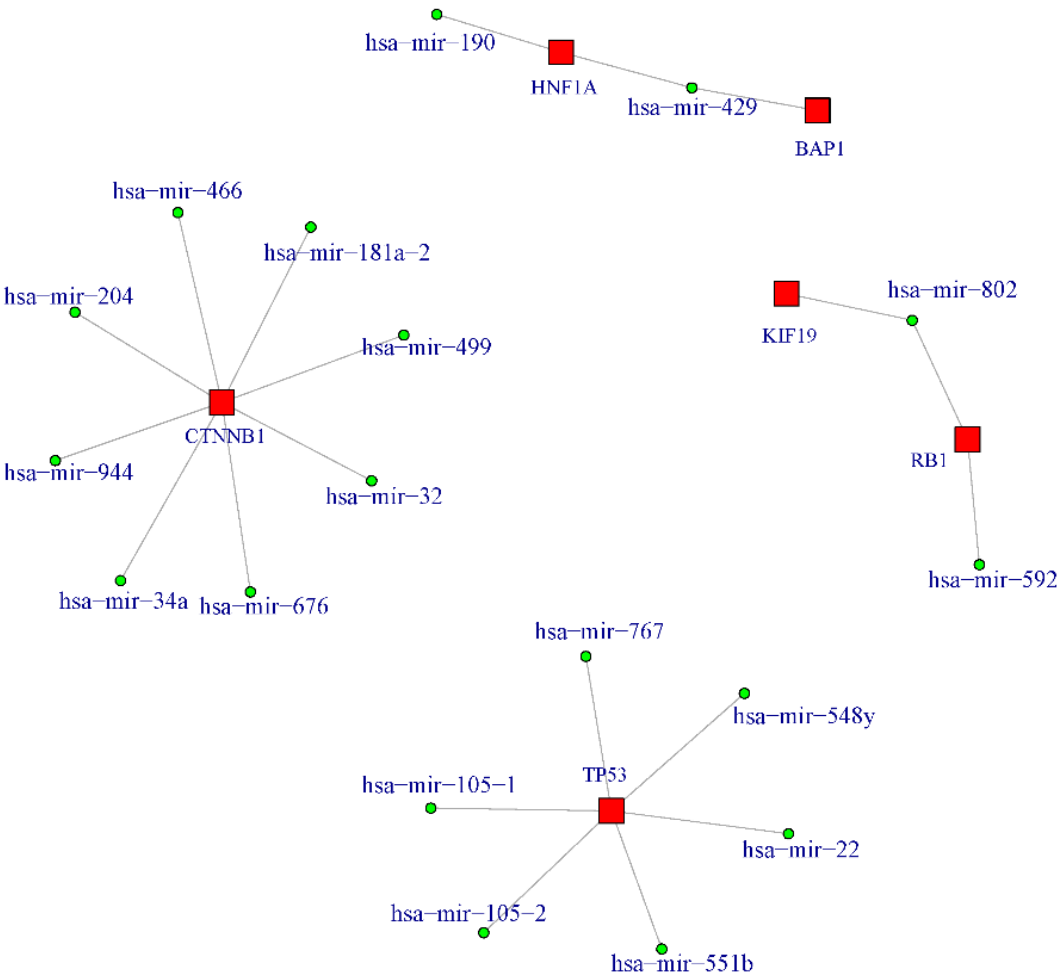 hsa−mir−190
HNF1A
hsa−mir−429
BAP1
hsa−mir−466
hsa−mir−181a−2
hsa−mir−204
hsa−mir−802
KIF19
hsa−mir−499
CTNNB1
RB1
hsa−mir−944
hsa−mir−32
hsa−mir−592
hsa−mir−34a
hsa−mir−676
hsa−mir−767
hsa−mir−548y
TP53
hsa−mir−105−1
hsa−mir−22
hsa−mir−105−2
hsa−mir−551b